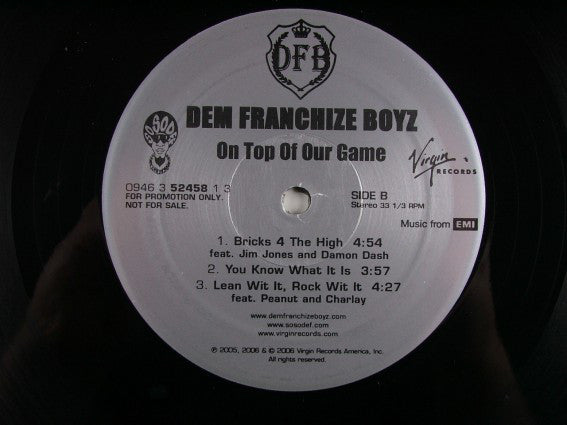 DFB
DEM FRANCHIZE BOYZ
On Top Of Our Game
SO SO DEF
Virgin
RECORDS
0946 3 52458 1 3
FOR PROMOTION ONLY.
NOT FOR SALE.
SIDE B
Stereo 33 1/3 RPM
Music from EMI
1. Bricks 4 The High 4:54
feat. Jim Jones and Damon Dash
2. You Know What It Is 3:57
3. Lean Wit It, Rock Wit It 4:27
feat. Peanut and Charlay
www.demfranchizeboyz.com
www.sosodef.com
www.virginrecords.com
℗ 2005, 2006 & © 2006 Virgin Records America, Inc.
All rights reserved.